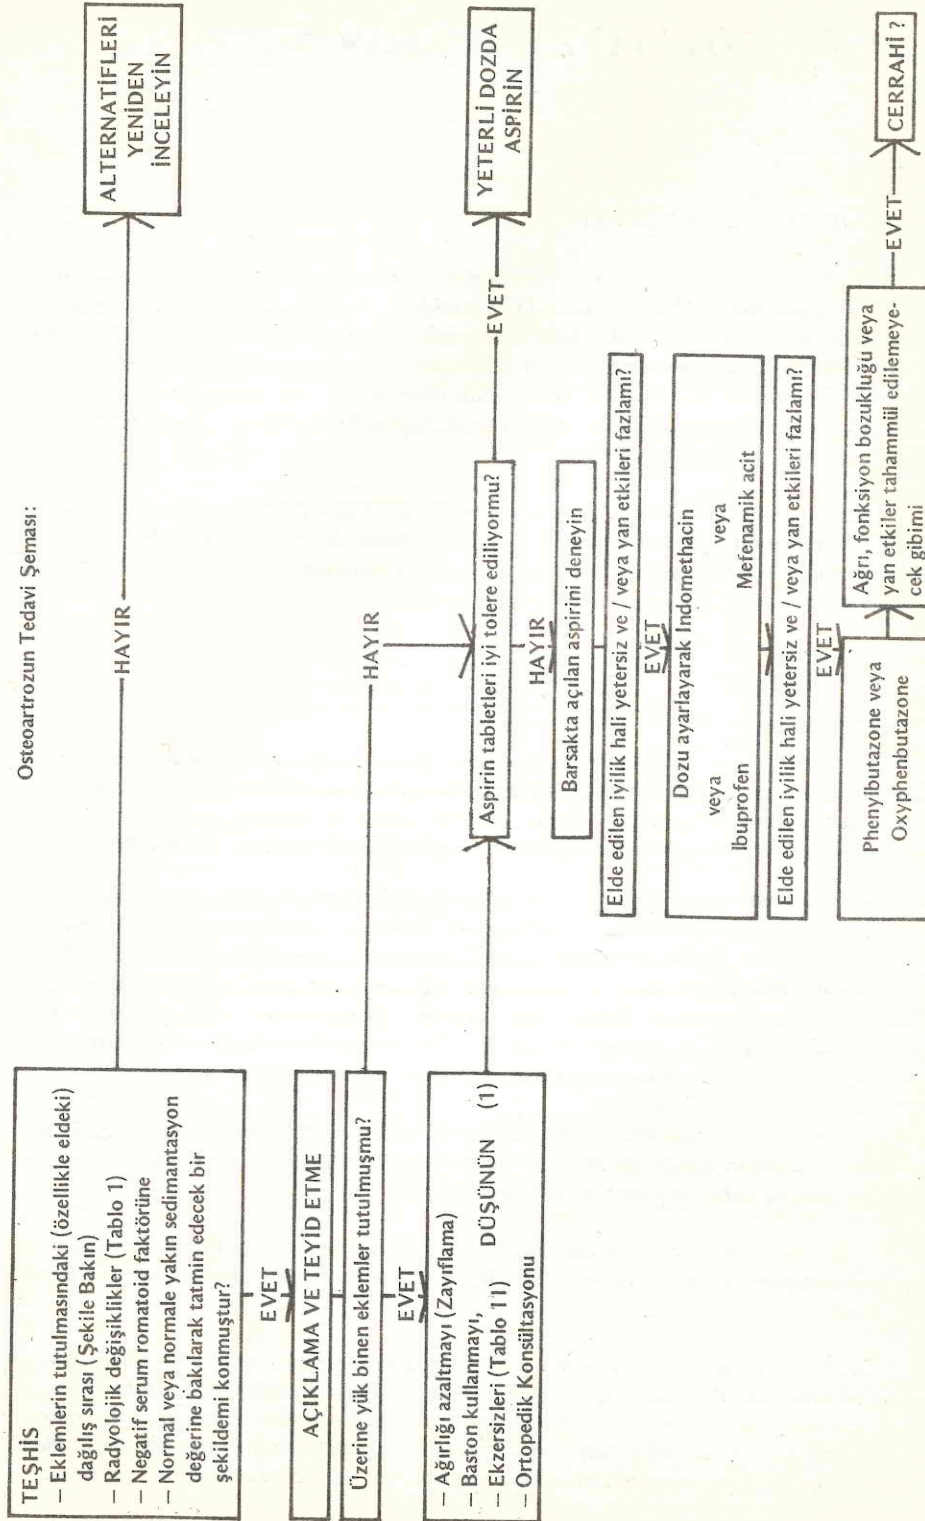 Osteoartrozun Tedavi Şeması:
TEŞHİS
— Eklemlerin tutulmasındaki (özellikle eldeki)
dağılış sırası (Şekile Bakın)
— Radyolojik değişiklikler (Tablo 1)
— Negatif serum romatoid faktörüne
— Normal veya normale yakın sedimantasyon
değerine bakılarak tatmin edecek bir
şekildemi konmuştur?
HAYIR
ALTERNATİFLERİ
YENİDEN
İNCELEYİN
EVET
AÇIKLAMA VE TEYİD ETME
Üzerine yük binen eklemler tutulmuşmu?
HAYIR
EVET
— Ağırlığı azaltmayı (Zayıflama)
— Baston kullanmayı,
DÜŞÜNÜN (1)
— Ekzersizleri (Tablo 11)
— Ortopedik Konsültasyonu
Aspirin tabletleri iyi tolere ediliyormu?
EVET
YETERLİ DOZDA
ASPİRİN
HAYIR
Barsakta açılan aspirini deneyin
Elde edilen iyilik hali yetersiz ve / veya yan etkileri fazlamı?
EVET
Dozu ayarlayarak Indomethacin
veya veya
Ibuprofen Mefenamik acit
Elde edilen iyilik hali yetersiz ve / veya yan etkileri fazlamı?
EVET
Phenylbutazone veya
Oxyphenbutazone
Ağrı, fonksiyon bozukluğu veya
yan etkiler tahammül edilemeye-
cek gibimi
EVET
CERRAHİ ?